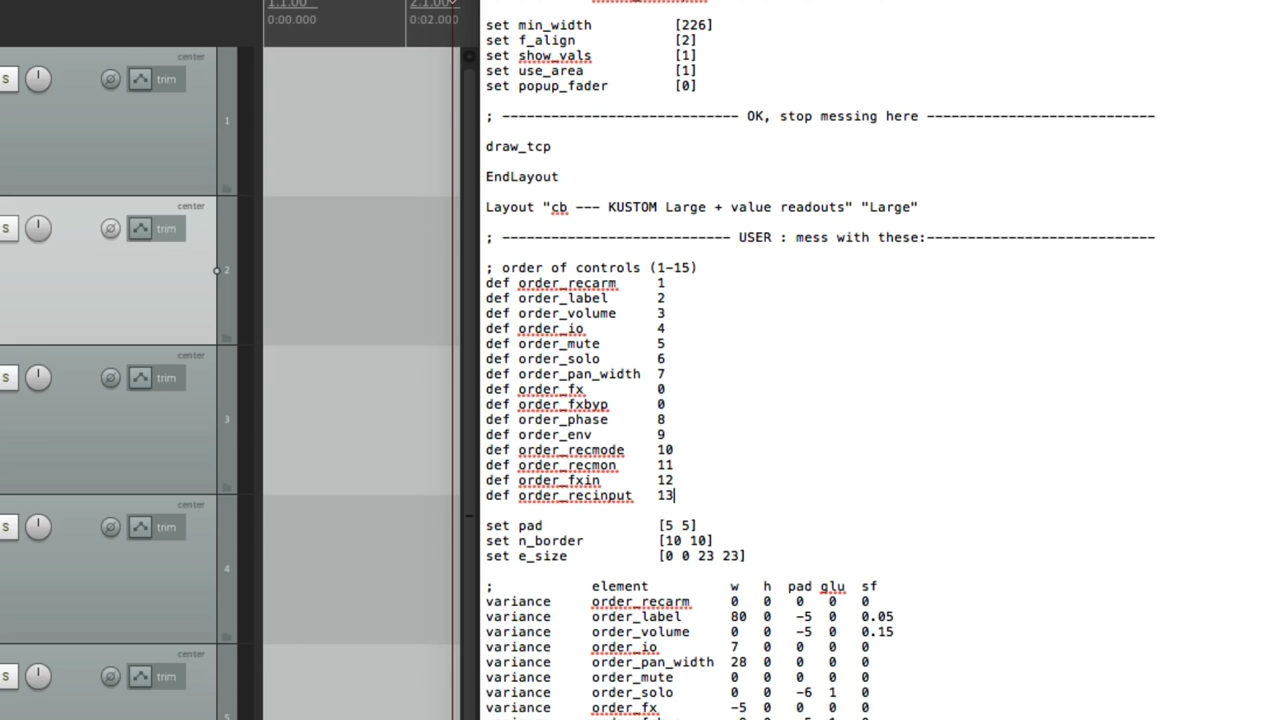 1.1.00
0:00.000
2.1.00
0:02.000
center
S
trim
1
center
S
trim
2
center
S
trim
3
center
S
trim
4
center
S
trim
5
set min_width [226]
set f_align [2]
set show_vals [1]
set use_area [1]
set popup_fader [0]
; ----------------------------- OK, stop messing here ----------------------------
draw_tcp
EndLayout
Layout "cb --- KUSTOM Large + value readouts" "Large"
; ---------------------------- USER : mess with these:----------------------------
; order of controls (1-15)
def order_recarm 1
def order_label 2
def order_volume 3
def order_io 4
def order_mute 5
def order_solo 6
def order_pan_width 7
def order_fx 0
def order_fxbyp 0
def order_phase 8
def order_env 9
def order_recmode 10
def order_recmon 11
def order_fxin 12
def order_recinput 13
set pad [5 5]
set n_border [10 10]
set e_size [0 0 23 23]
; element w h pad glu sf
variance order_recarm 0 0 0 0 0
variance order_label 80 0 -5 0 0.05
variance order_volume 0 0 -5 0 0.15
variance order_io 7 0 0 0 0
variance order_pan_width 28 0 0 0 0
variance order_mute 0 0 0 0 0
variance order_solo 0 0 -6 1 0
variance order_fx -5 0 0 0 0